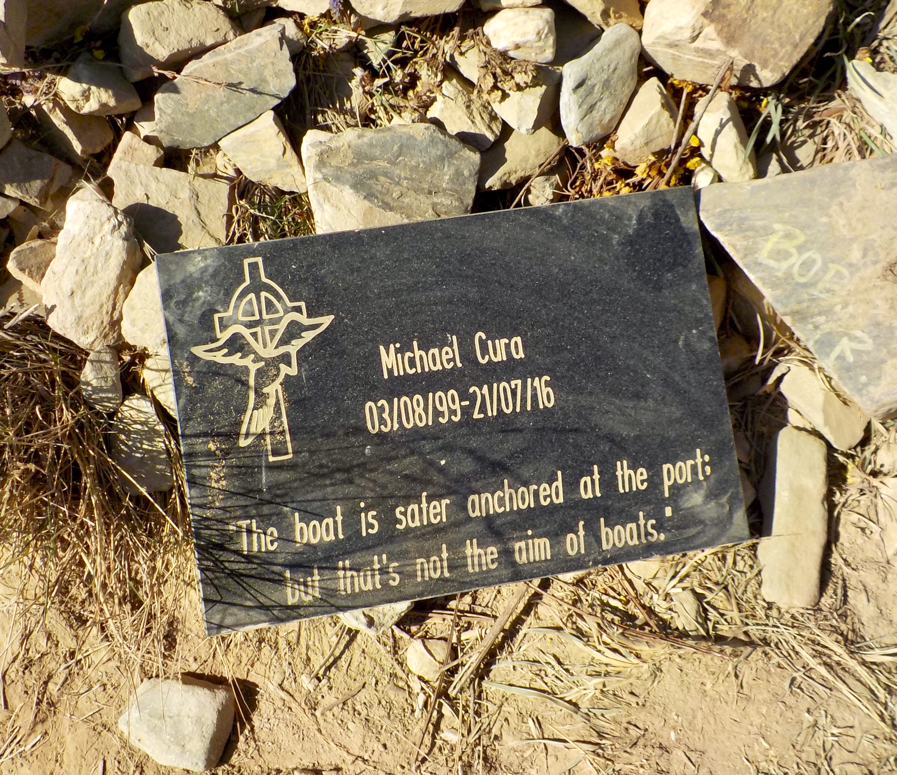 Michael Cura
03/08/99-21/07/16
"The boat is safer anchored at the port;
but that's not the aim of boats."